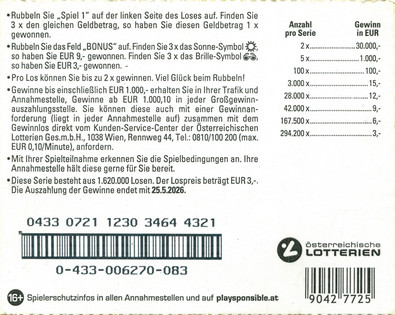 • Rubbeln Sie „Spiel 1" auf der linken Seite des Loses auf. Finden Sie
3 x den gleichen Geldbetrag, so haben Sie diesen Geldbetrag 1 x
gewonnen.
• Rubbeln Sie das Feld „BONUS" auf. Finden Sie 3 x das Sonne-Symbol
so haben Sie EUR 9,- gewonnen. Finden Sie 3 x das Brille-Symbol
so haben Sie EUR 3,- gewonnen. -
• Pro Los können Sie bis zu 2 x gewinnen. Viel Glück beim Rubbeln!
• Gewinne bis einschließlich EUR 1.000,- erhalten Sie in Ihrer Trafik und
Annahmestelle, Gewinne ab EUR 1.000,10 in jeder Großgewinn-
auszahlungsstelle. Sie können diese auch mit einer Gewinnan-
forderung (liegt in jeder Annahmestelle auf) zusammen mit dem
Gewinnlos direkt vom Kunden-Service-Center der Österreichischen
Lotterien Ges.m.b.H., 1038 Wien, Rennweg 44, Tel.: 0810/100 200 (max.
EUR 0,10/Minute), anfordern.
• Mit Ihrer Spielteilnahme erkennen Sie die Spielbedingungen an. Ihre
Annahmestelle hält diese gerne für Sie bereit.
• Diese Serie besteht aus 1.620.000 Losen. Der Lospreis beträgt EUR 3,-.
Die Auszahlung der Gewinne endet mit 25.5.2026.
Anzahl Gewinn
pro Serie in EUR
2 x 30.000,-
5 x 1.000,-
100 x 100,-
3.000 x 15,-
28.000 x 12,-
42.000 x 9,-
167.500 x 6,-
294.200 x 3,-
0433 0721 1230 3464 4321
0-433-006270-083
österreichische
LOTTERIEN
9042 7725
16+ Spielerschutzinfos in allen Annahmestellen und auf playsponsible.at